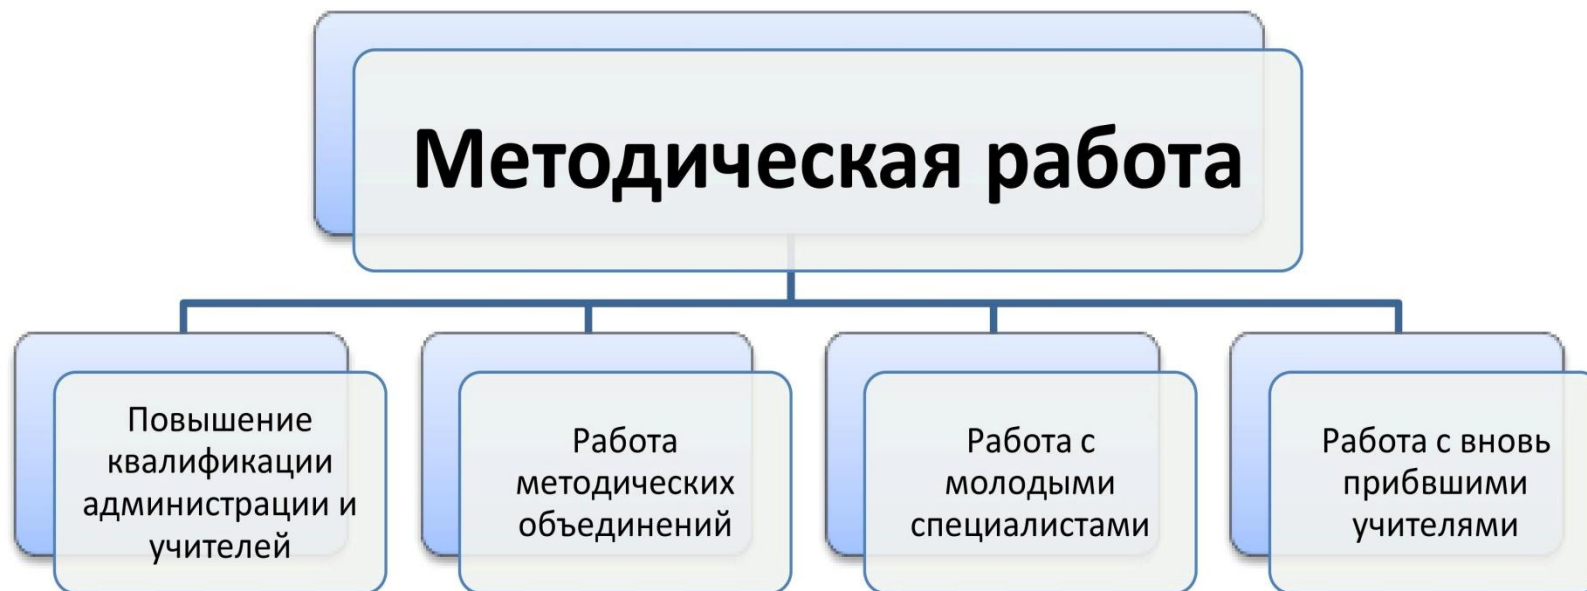 Методическая работа
Повышение
квалификации
администрации и
учителей
Работа
методических
объединений
Работа с
молодыми
специалистами
Работа с вновь
прибвшими
учителями